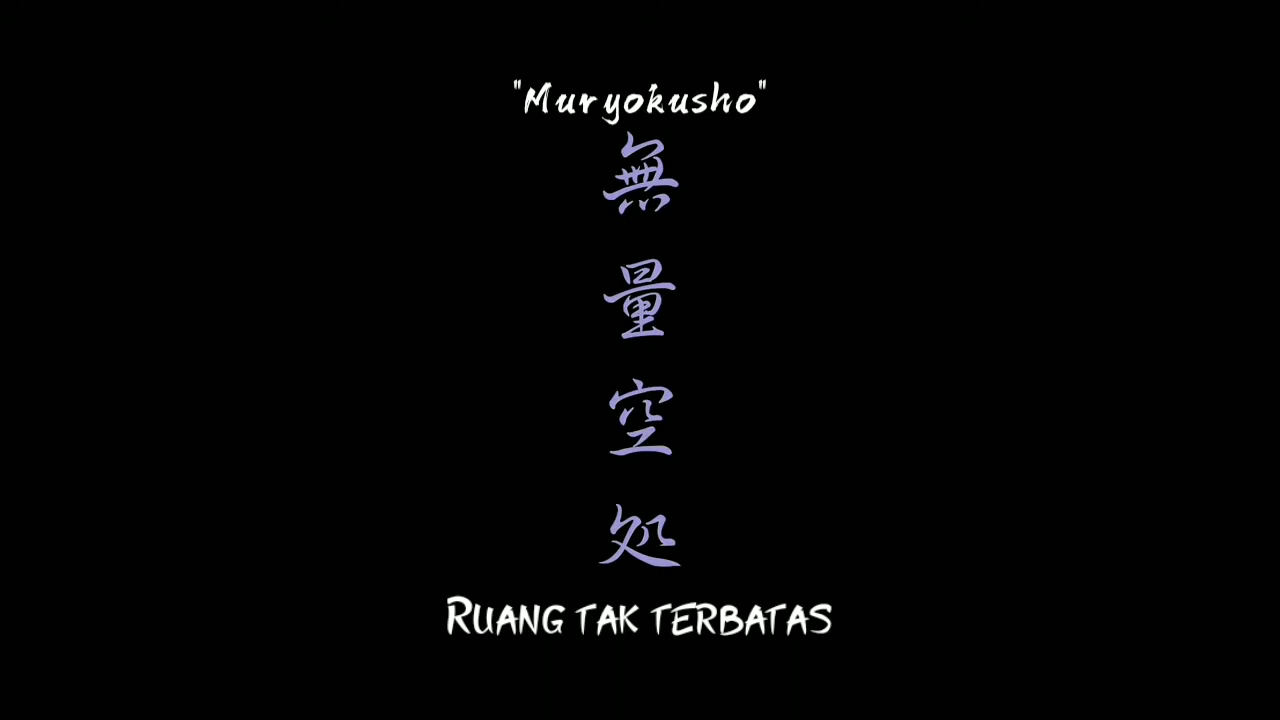 "Muryokusho"
無
量
空
処
RUANG TAK TERBATAS